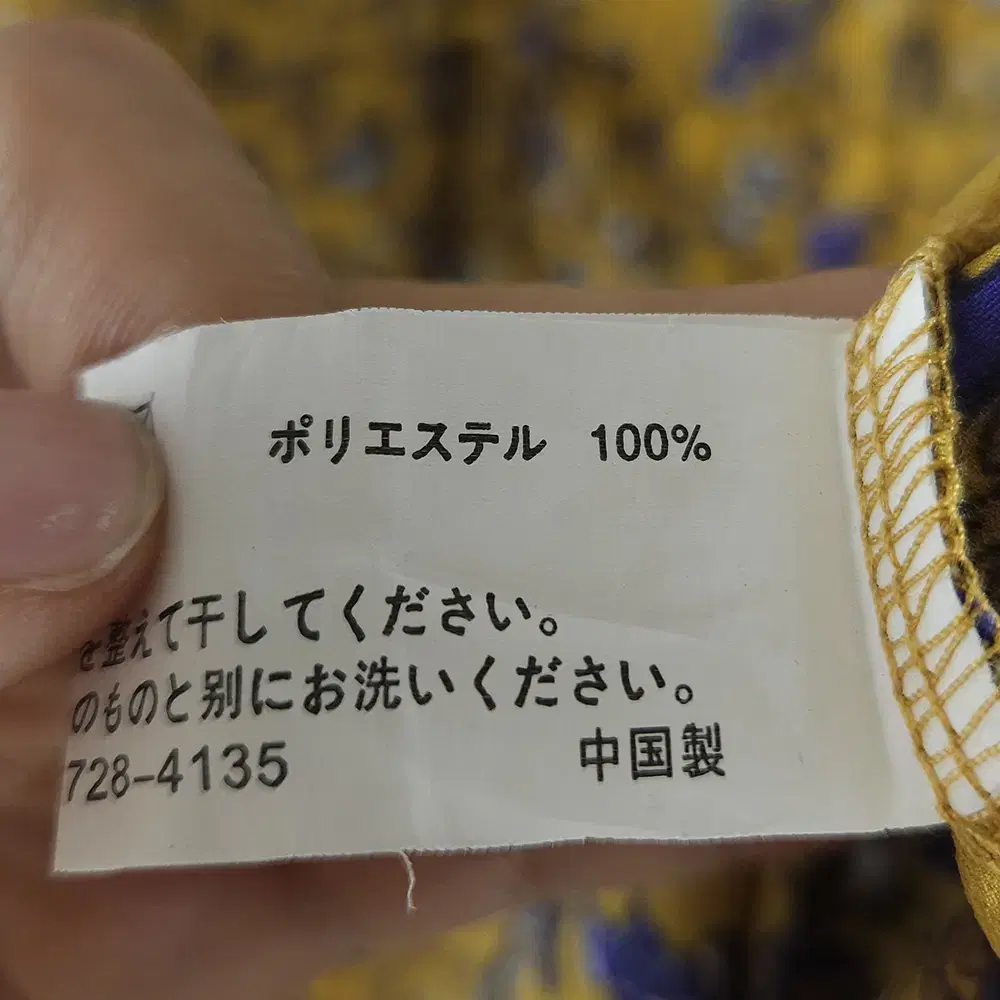 ポリエステル 100%
を整えて干してください。
のものと別にお洗いください。
728-4135 中国製